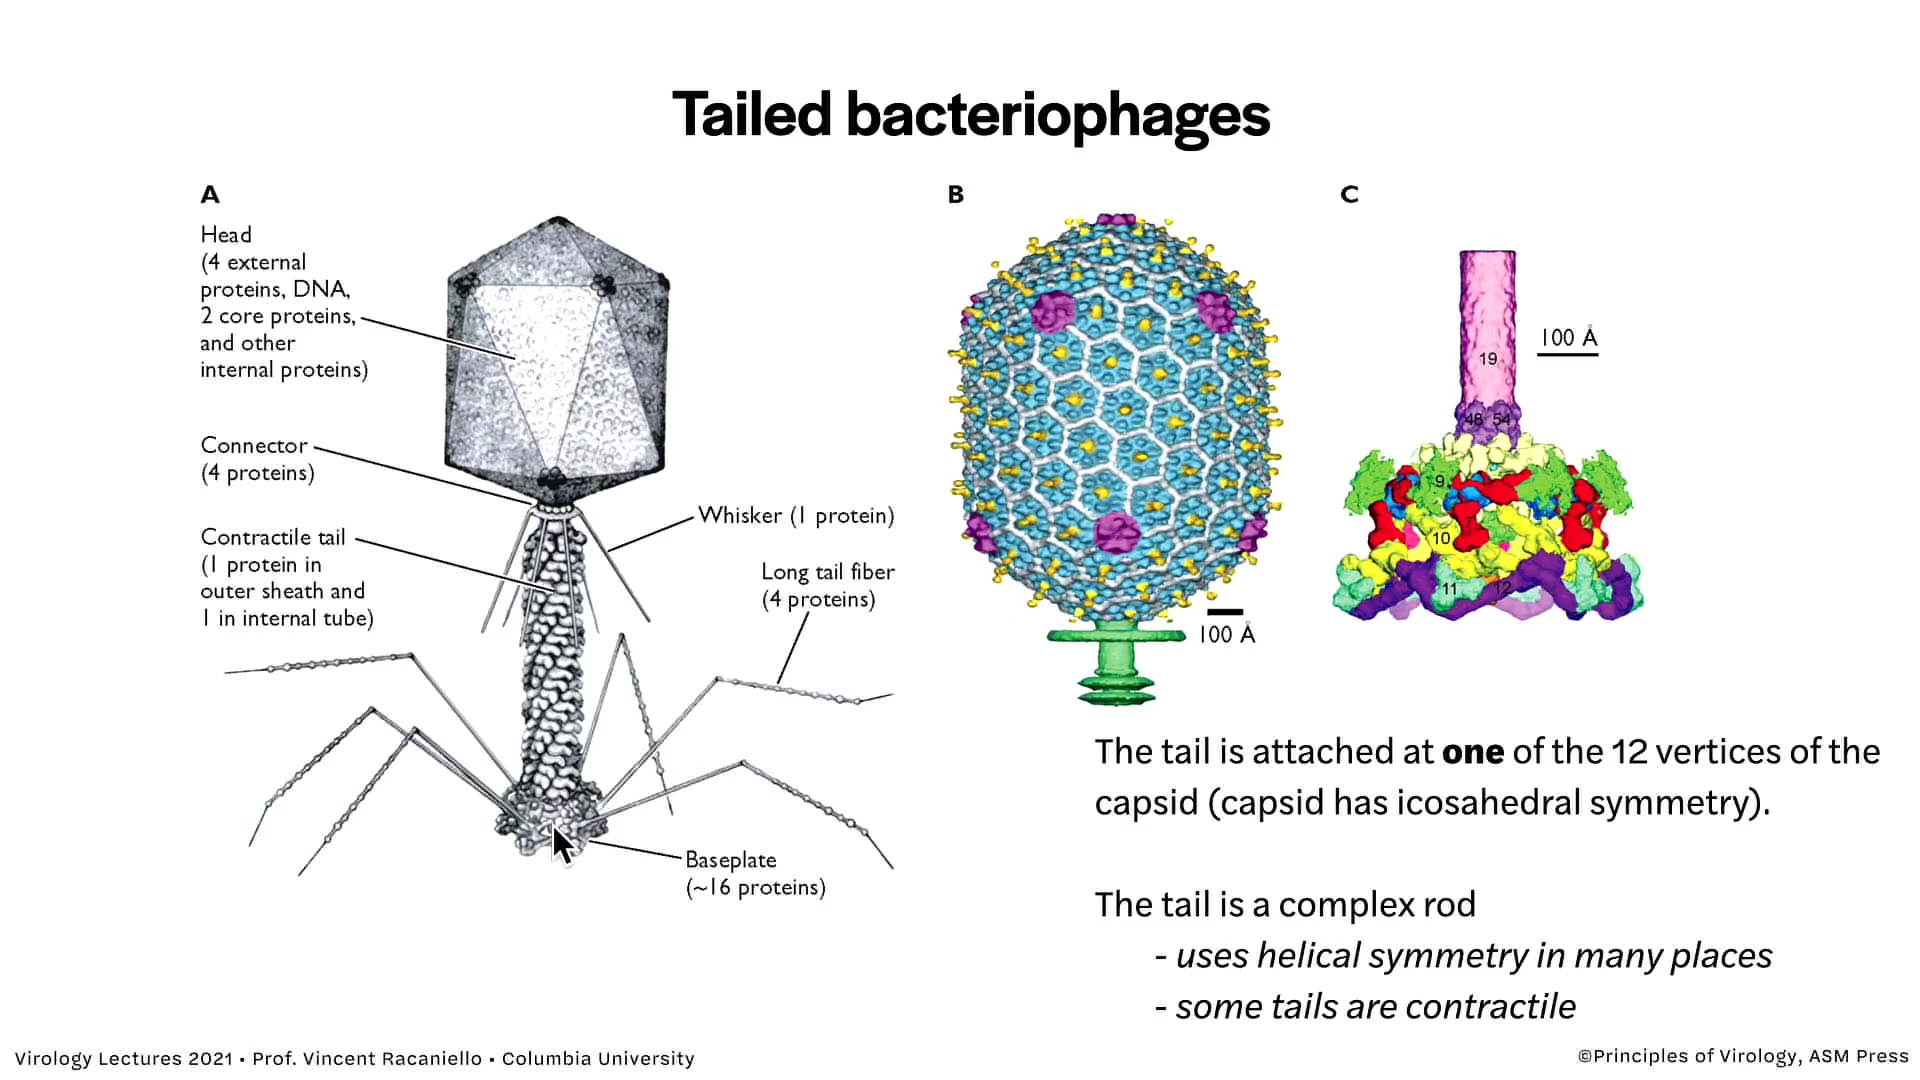 Tailed bacteriophages
A
Head
(4 external
proteins, DNA,
2 core proteins,
and other
internal proteins)
Connector
(4 proteins)
Contractile tail
(1 protein in
outer sheath and
1 in internal tube)
Whisker (1 protein)
Long tail fiber
(4 proteins)
Baseplate
(~16 proteins)
B
100 Å
C
100 Å
19
48 54
9
10
11 12
The tail is attached at one of the 12 vertices of the
capsid (capsid has icosahedral symmetry).
The tail is a complex rod
- uses helical symmetry in many places
- some tails are contractile
Virology Lectures 2021 • Prof. Vincent Racaniello • Columbia University
©Principles of Virology, ASM Press